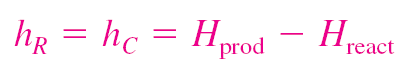 h_R = h_C = H_prod − H_react